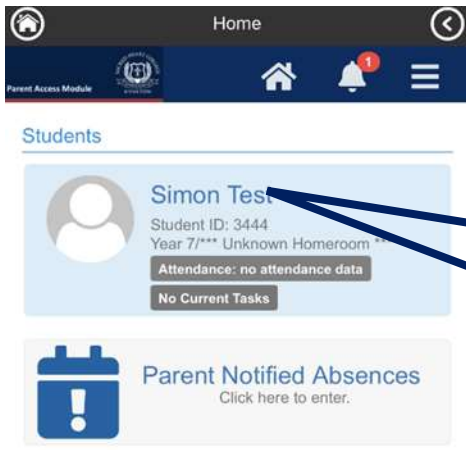 Home
Parent Access Module
1
Students
Simon Test
Student ID: 3444
Year 7/*** Unknown Homeroom **
Attendance: no attendance data
No Current Tasks
Parent Notified Absences
Click here to enter.